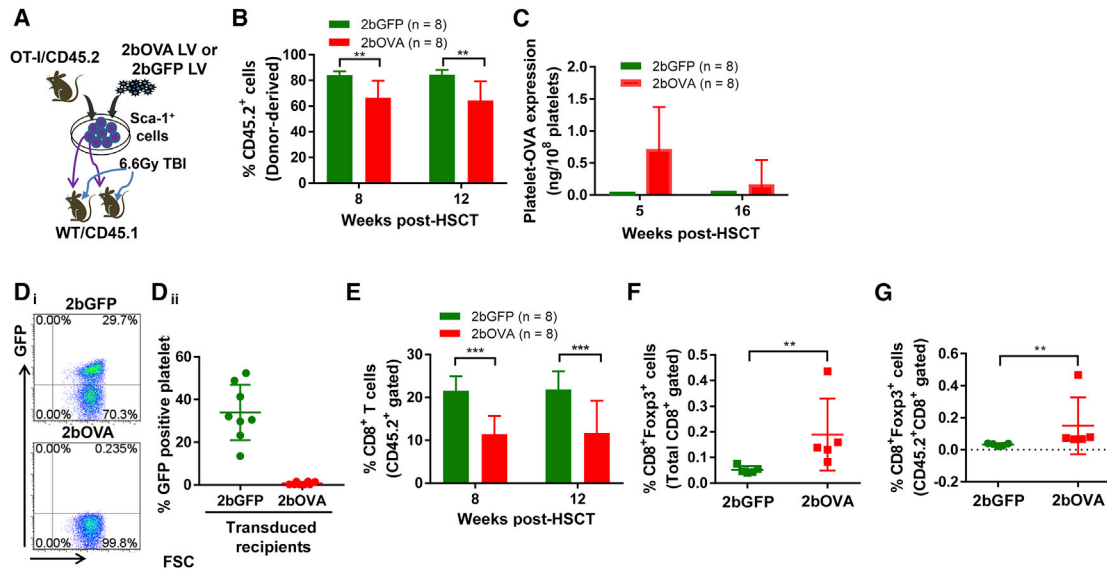 A
OT-I/CD45.2
2bOVA LV or
2bGFP LV
Sca-1⁺
cells
6.6Gy TBI
WT/CD45.1
B
2bGFP (n = 8)
2bOVA (n = 8)
% CD45.2⁺ cells
(Donor-derived)
100
80
60
40
20
0
**
**
8
12
Weeks post-HSCT
C
2bGFP (n = 8)
2bOVA (n = 8)
Platelet-OVA expression
(ng/10⁸ platelets)
2.0
1.5
1.0
0.5
0.0
5
16
Weeks post-HSCT
Di
2bGFP
GFP
0.00%
29.7%
0.00%
70.3%
2bOVA
0.00%
0.235%
0.00%
99.8%
FSC
Dii
% GFP positive platelet
60
40
20
0
2bGFP
2bOVA
Transduced
recipients
E
2bGFP (n = 8)
2bOVA (n = 8)
% CD8⁺ T cells
(CD45.2⁺ gated)
30
20
10
0
***
***
8
12
Weeks post-HSCT
F
% CD8⁺Foxp3⁺ cells
(Total CD8⁺ gated)
0.5
0.4
0.3
0.2
0.1
0.0
**
2bGFP
2bOVA
G
% CD8⁺Foxp3⁺ cells
(CD45.2⁺CD8⁺ gated)
0.6
0.4
0.2
0.0
-0.2
**
2bGFP
2bOVA